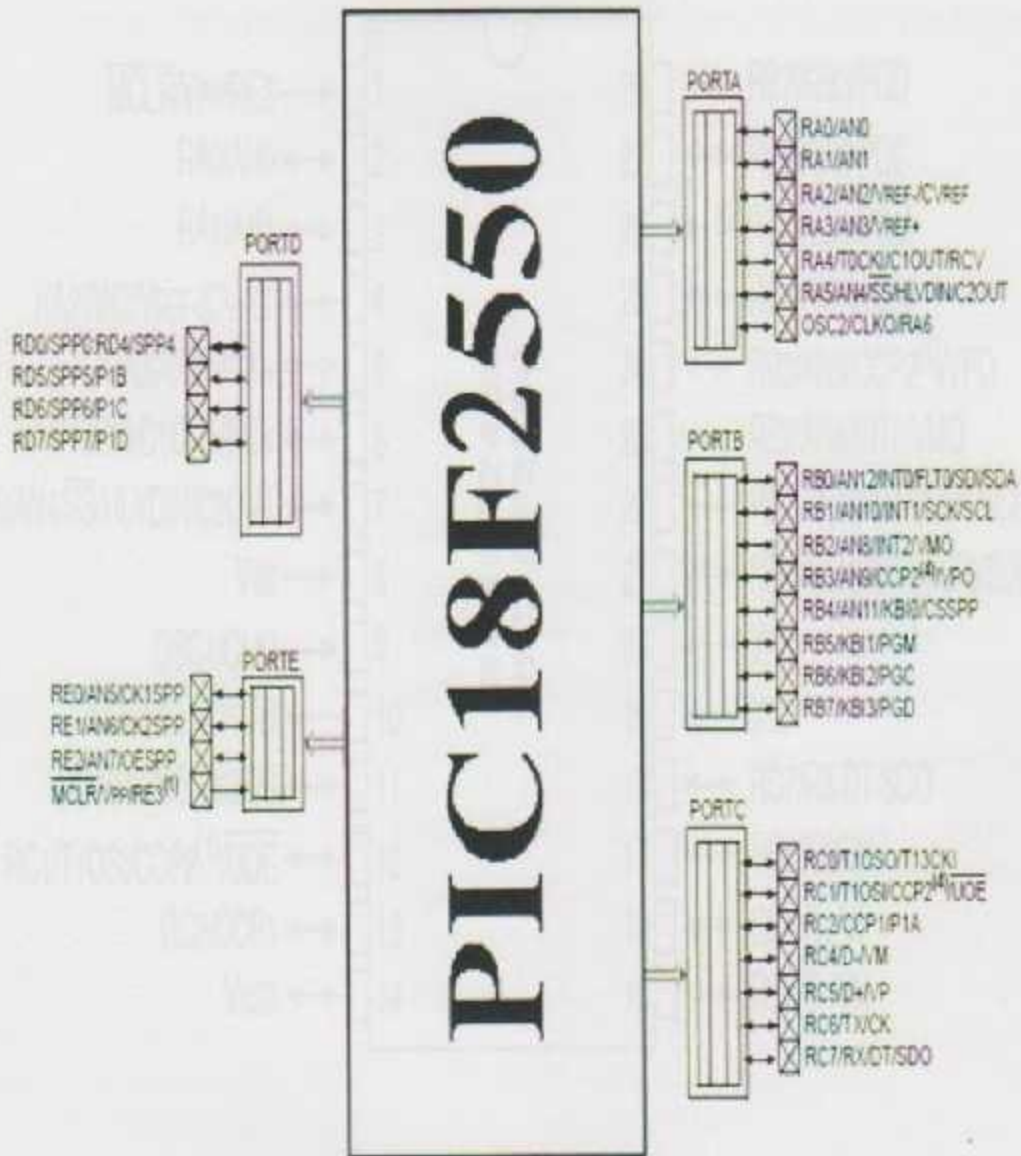 PIC18F2550
PORTD
RD0/SPP0:RD4/SPP4
RD5/SPP5/P1B
RD6/SPP6/P1C
RD7/SPP7/P1D
PORTE
RE0/AN5/CK1SPP
RE1/AN6/CK2SPP
RE2/AN7/OESPP
MCLR/VPP/RE3(1)
PORTA
RA0/AN0
RA1/AN1
RA2/AN2/VREF-/CVREF
RA3/AN3/VREF+
RA4/T0CKI/C1OUT/RCV
RA5/AN4/SS/HLVDIN/C2OUT
OSC2/CLKO/RA6
PORTB
RB0/AN12/INT0/FLT0/SDI/SDA
RB1/AN10/INT1/SCK/SCL
RB2/AN8/INT2/VMO
RB3/AN9/CCP2(4)/VPO
RB4/AN11/KBI0/CSSPP
RB5/KBI1/PGM
RB6/KBI2/PGC
RB7/KBI3/PGD
PORTC
RC0/T1OSO/T13CKI
RC1/T1OSI/CCP2(4)/UOE
RC2/CCP1/P1A
RC4/D-/VM
RC5/D+/VP
RC6/TX/CK
RC7/RX/DT/SDO